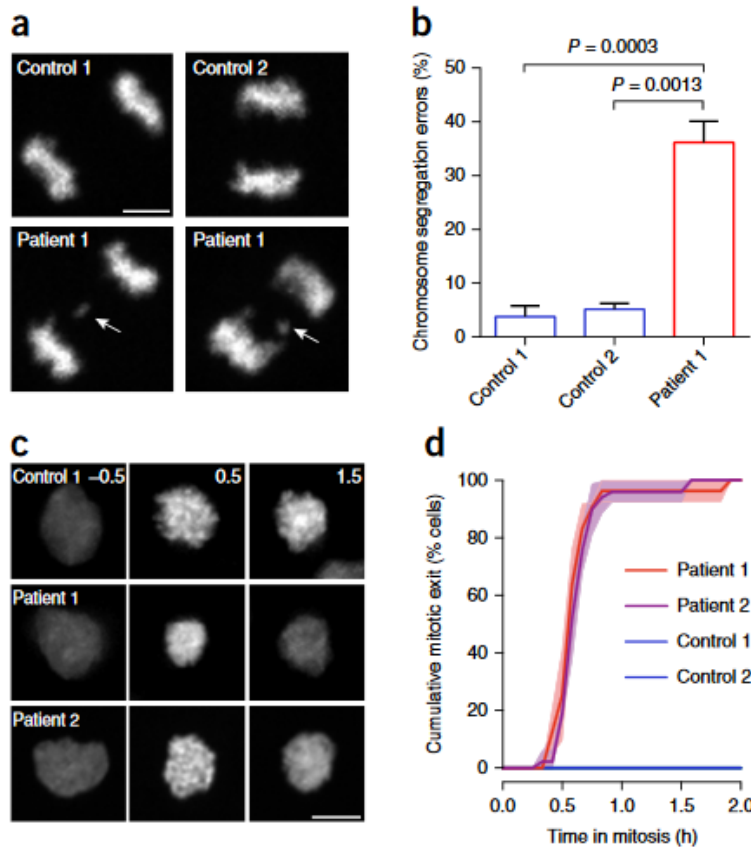 a
Control 1
Control 2
Patient 1
Patient 1
b
P = 0.0003
P = 0.0013
Chromosome segregation errors (%)
50
40
30
20
10
0
Control 1
Control 2
Patient 1
c
Control 1 −0.5
0.5
1.5
Patient 1
Patient 2
d
Cumulative mitotic exit (% cells)
100
80
60
40
20
0
Patient 1
Patient 2
Control 1
Control 2
0.0
0.5
1.0
1.5
2.0
Time in mitosis (h)